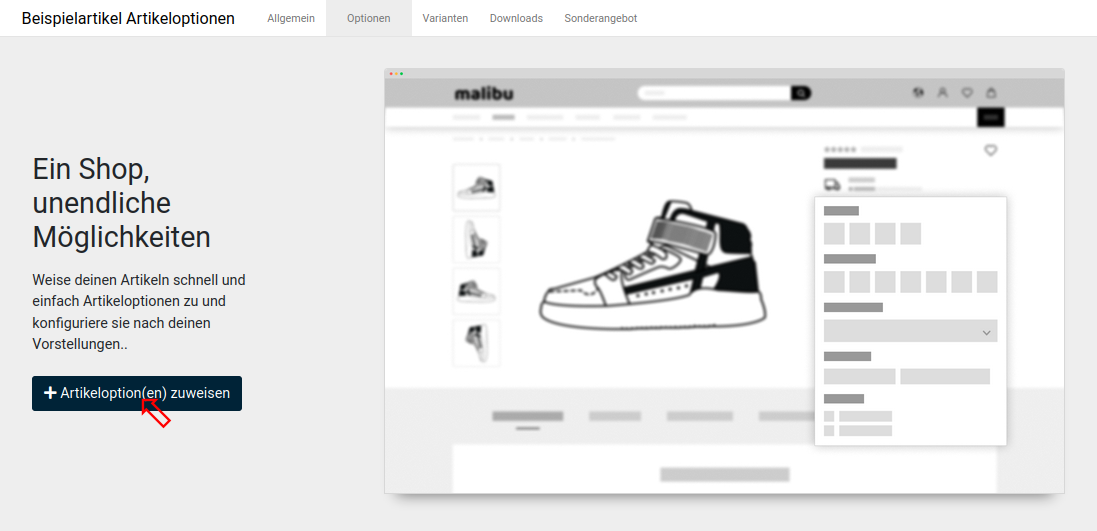 Beispielartikel Artikeloptionen Allgemein Optionen Varianten Downloads Sonderangebot
malibu
Ein Shop,
unendliche
Möglichkeiten
Weise deinen Artikeln schnell und
einfach Artikeloptionen zu und
konfiguriere sie nach deinen
Vorstellungen..
Artikeloption(en) zuweisen